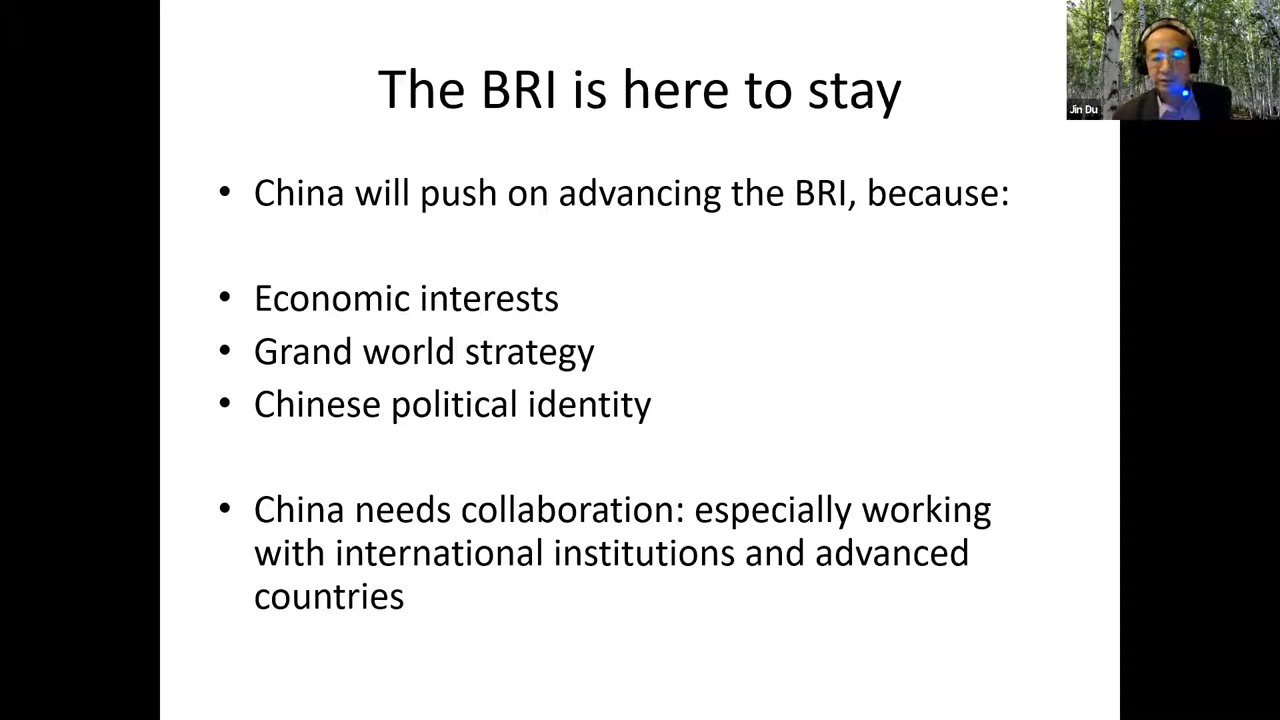 The BRI is here to stay
Jin Du
• China will push on advancing the BRI, because:
• Economic interests
• Grand world strategy
• Chinese political identity
• China needs collaboration: especially working
with international institutions and advanced
countries